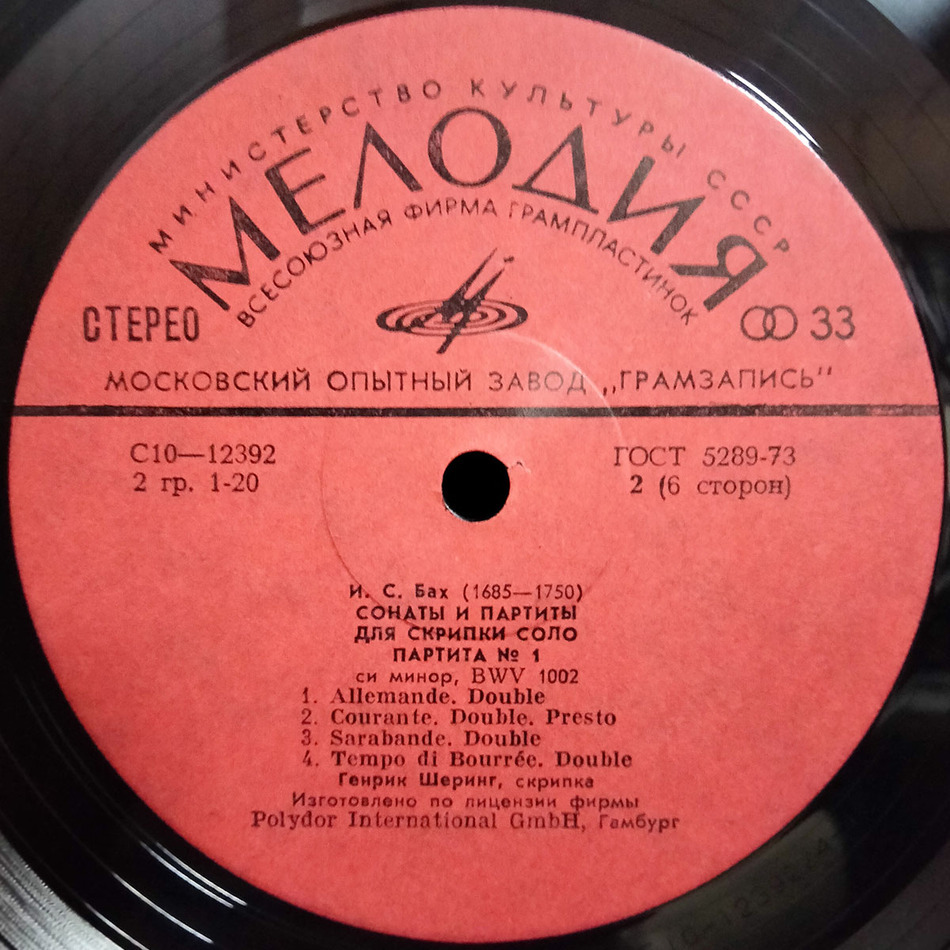 МИНИСТЕРСТВО КУЛЬТУРЫ СССР
МЕЛОДИЯ
ВСЕСОЮЗНАЯ ФИРМА ГРАМПЛАСТИНОК
СТЕРЕО
33
МОСКОВСКИЙ ОПЫТНЫЙ ЗАВОД „ГРАМЗАПИСЬ"
С10—12392
ГОСТ 5289-73
2 гр. 1-20
2 (6 сторон)
И. С. Бах (1685—1750)
СОНАТЫ И ПАРТИТЫ
ДЛЯ СКРИПКИ СОЛО
ПАРТИТА № 1
си минор, BWV 1002
1. Allemande. Double
2. Courante. Double. Presto
3. Sarabande. Double
4. Tempo di Bourrée. Double
Генрик Шеринг, скрипка
Изготовлено по лицензии фирмы
Polydor International GmbH, Гамбург